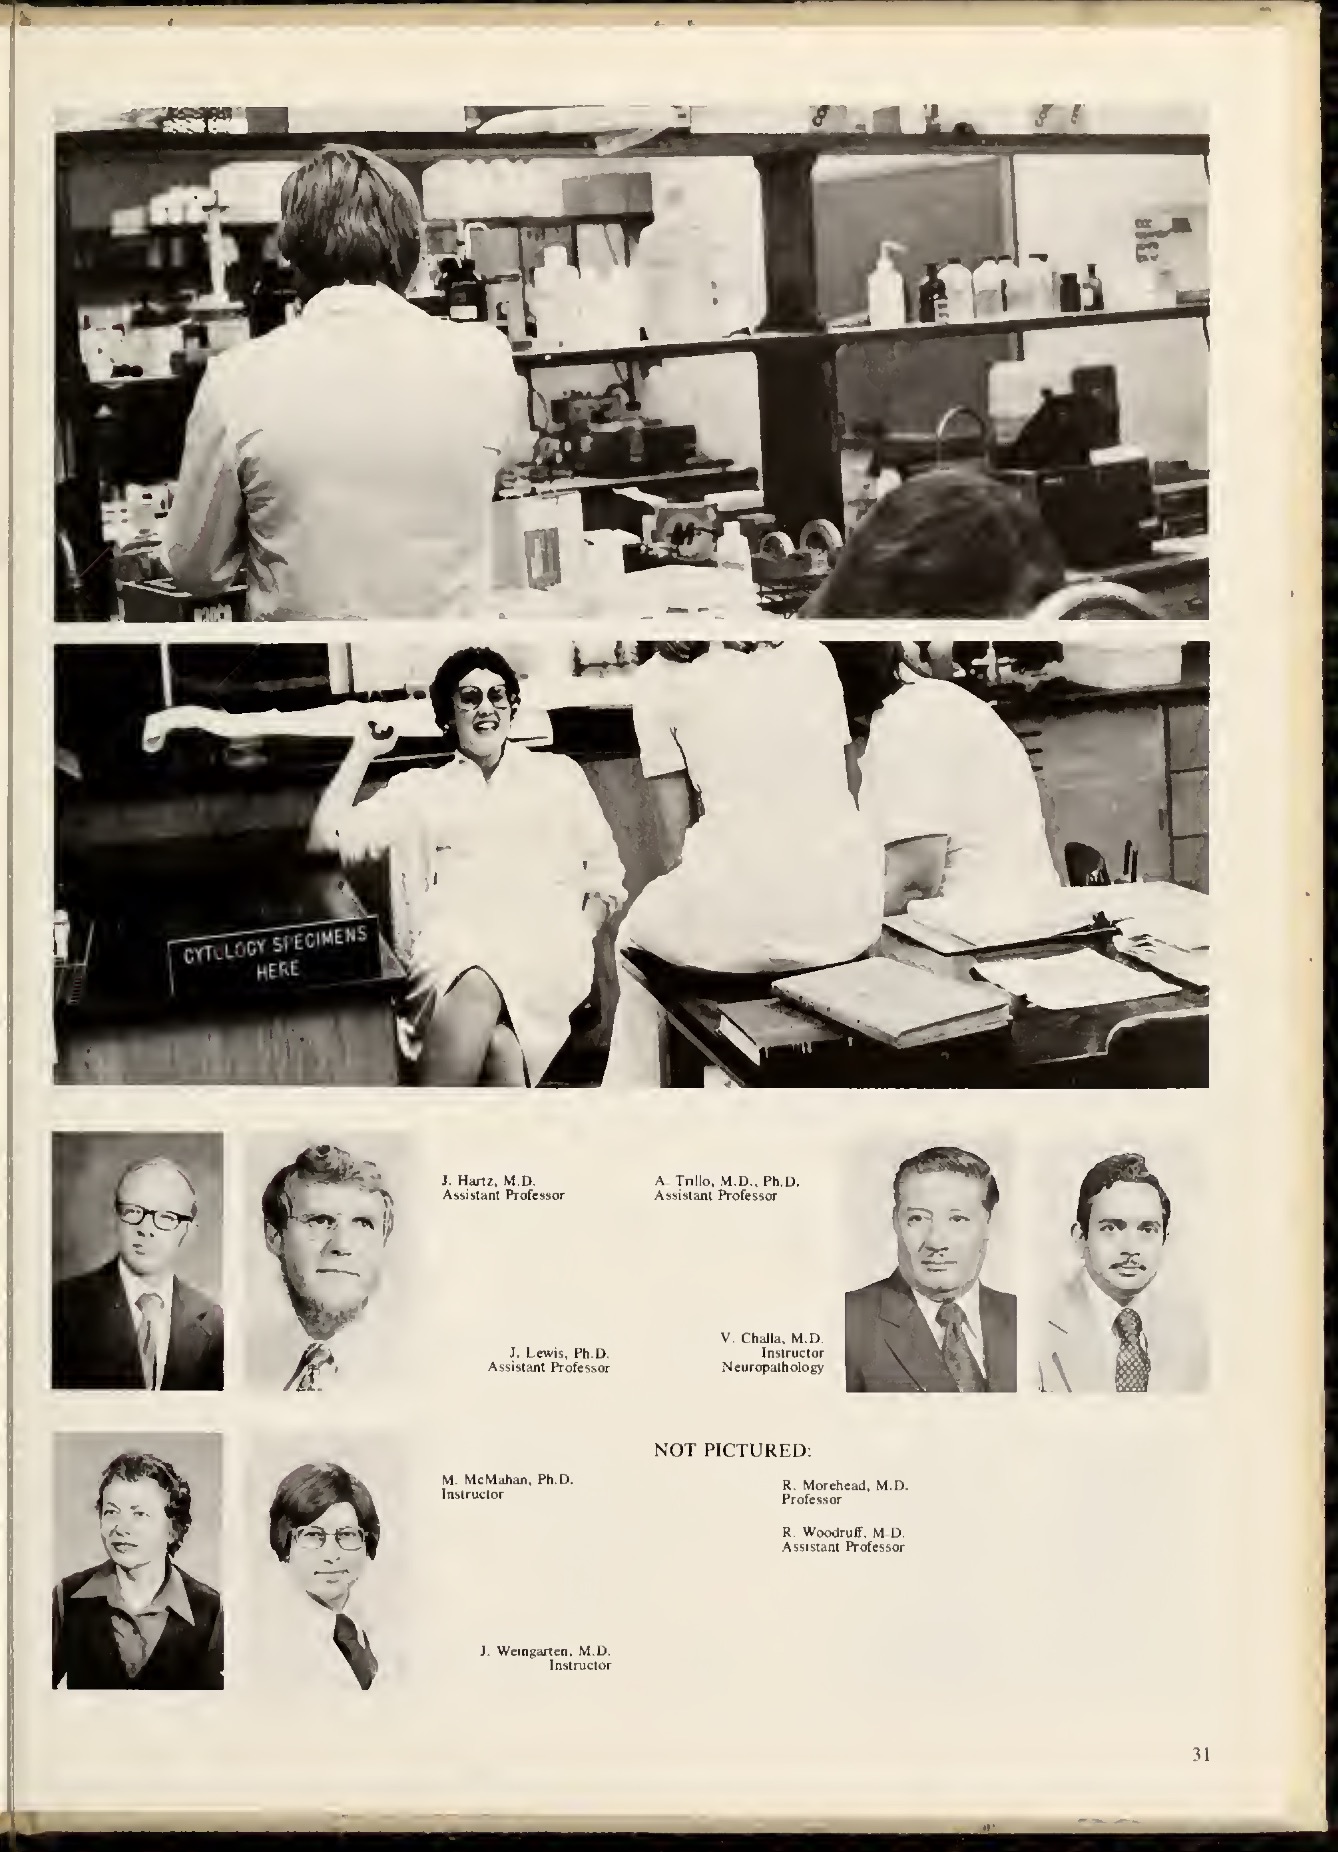 CYTOLOGY SPECIMENS
HERE
J. Hartz, M.D.
Assistant Professor
A. Trillo, M.D., Ph.D.
Assistant Professor
J. Lewis, Ph.D.
Assistant Professor
V. Challa, M.D.
Instructor
Neuropathology
M. McMahan, Ph.D.
Instructor
J. Weingarten, M.D.
Instructor
NOT PICTURED:
R. Morehead, M.D.
Professor
R. Woodruff, M.D.
Assistant Professor
31